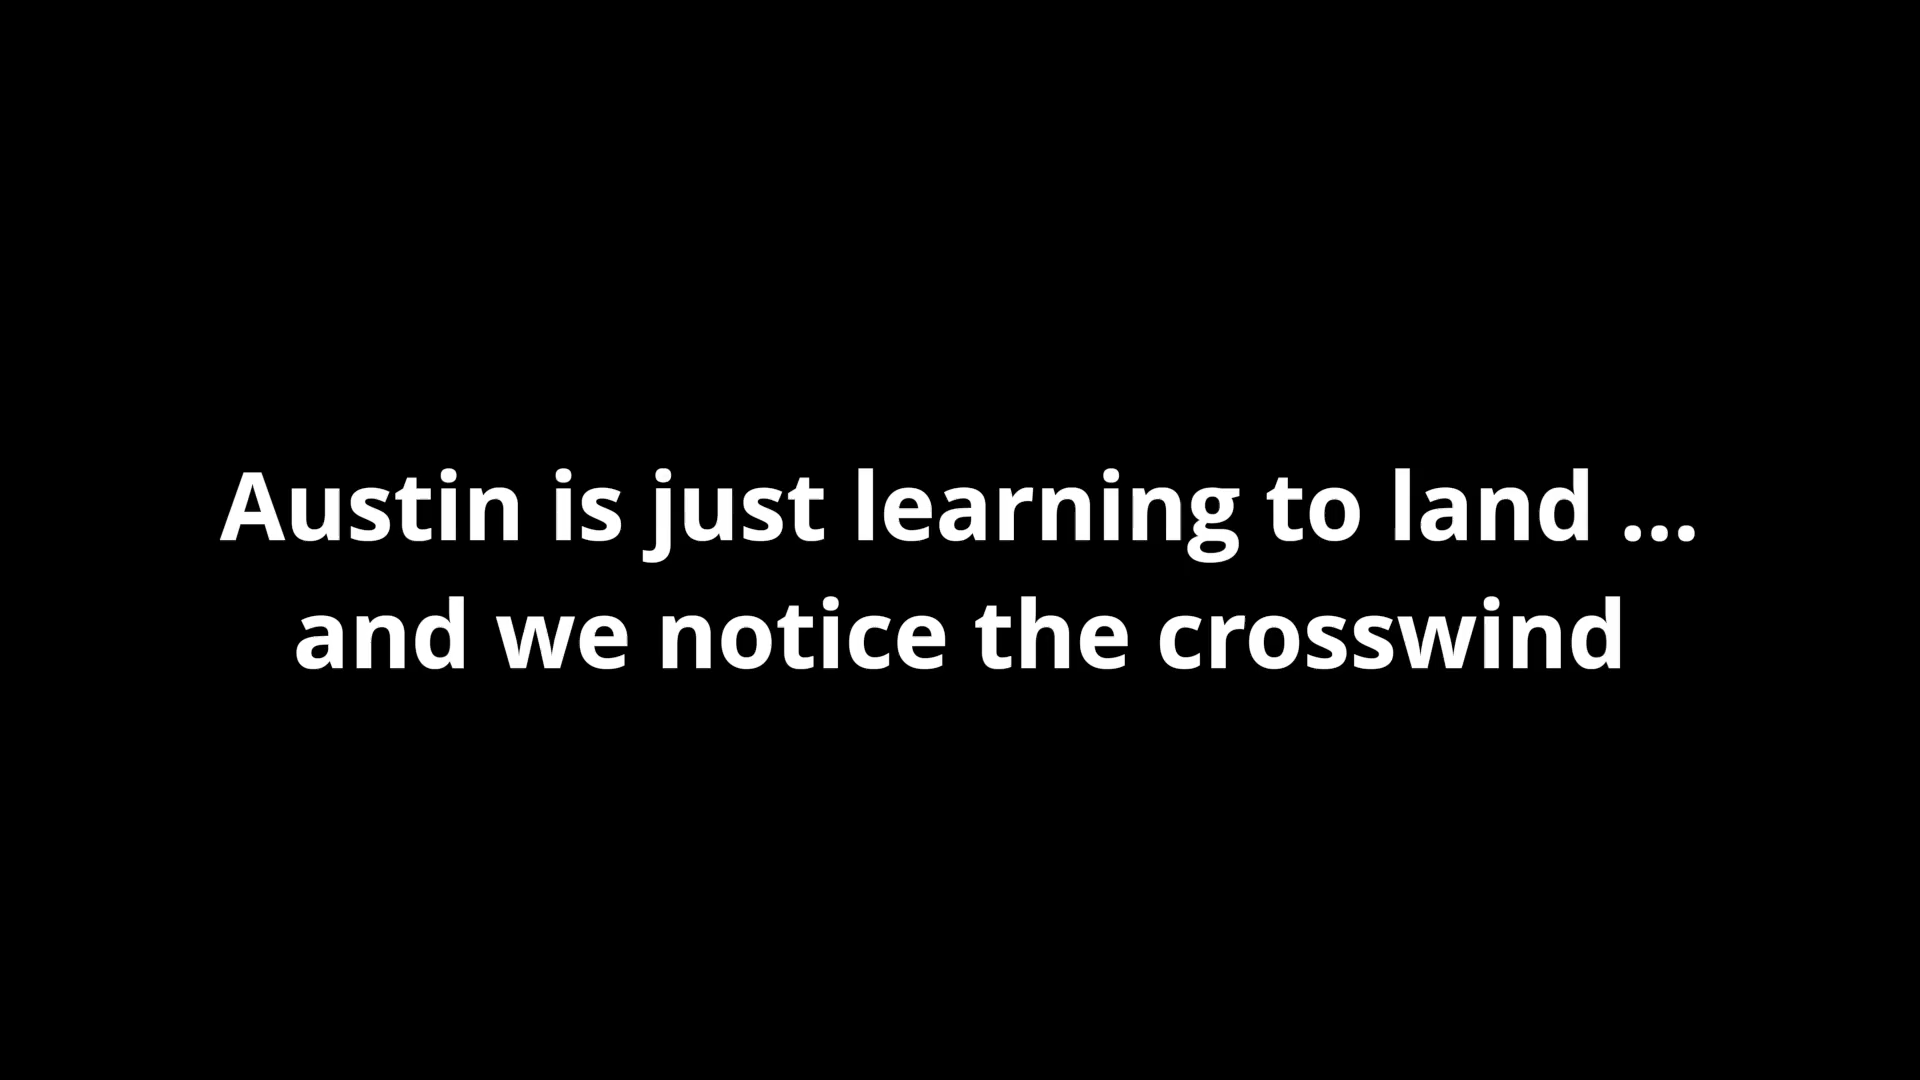 Austin is just learning to land ...
and we notice the crosswind